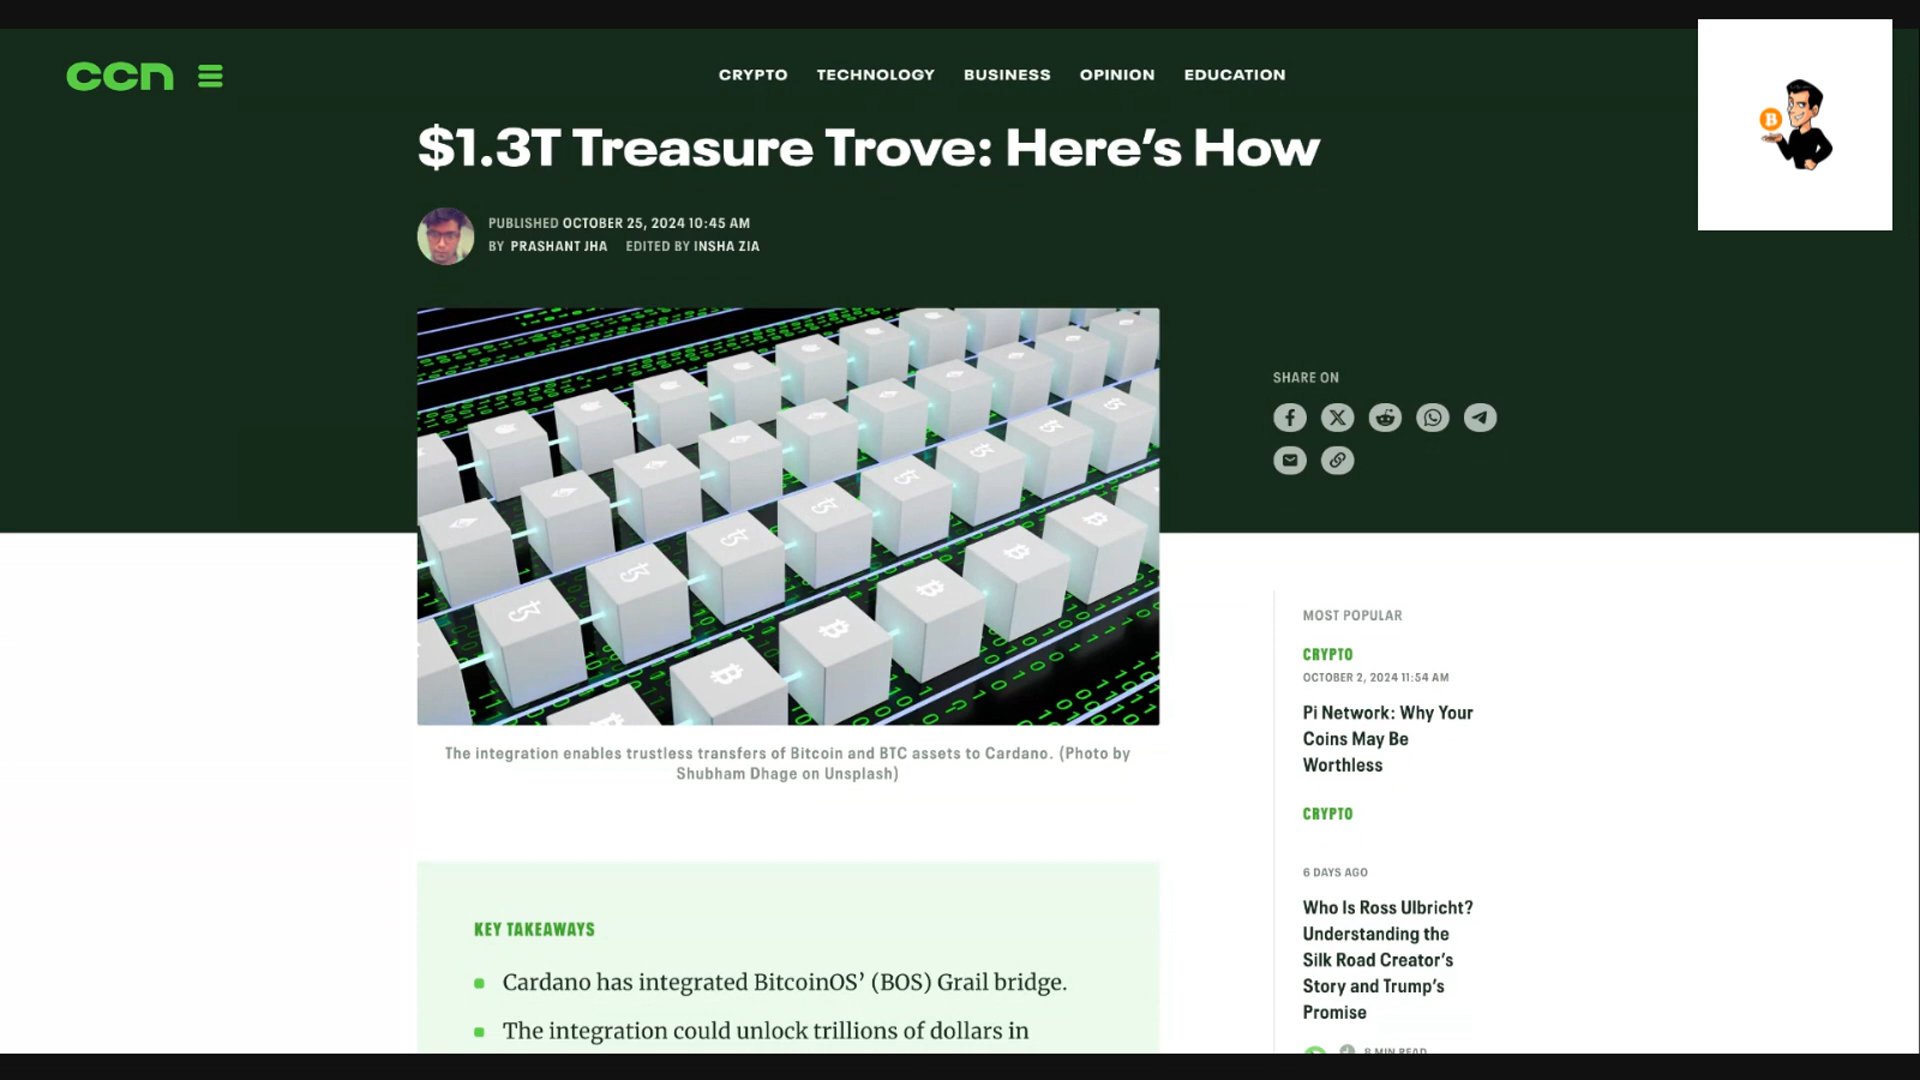 ccn
CRYPTO TECHNOLOGY BUSINESS OPINION EDUCATION
$1.3T Treasure Trove: Here’s How
PUBLISHED OCTOBER 25, 2024 10:45 AM
BY PRASHANT JHA EDITED BY INSHA ZIA
SHARE ON
The integration enables trustless transfers of Bitcoin and BTC assets to Cardano. (Photo by
Shubham Dhage on Unsplash)
KEY TAKEAWAYS
Cardano has integrated BitcoinOS’ (BOS) Grail bridge.
The integration could unlock trillions of dollars in
MOST POPULAR
CRYPTO
OCTOBER 2, 2024 11:54 AM
Pi Network: Why Your
Coins May Be
Worthless
CRYPTO
6 DAYS AGO
Who Is Ross Ulbricht?
Understanding the
Silk Road Creator’s
Story and Trump’s
Promise
8 MIN READ